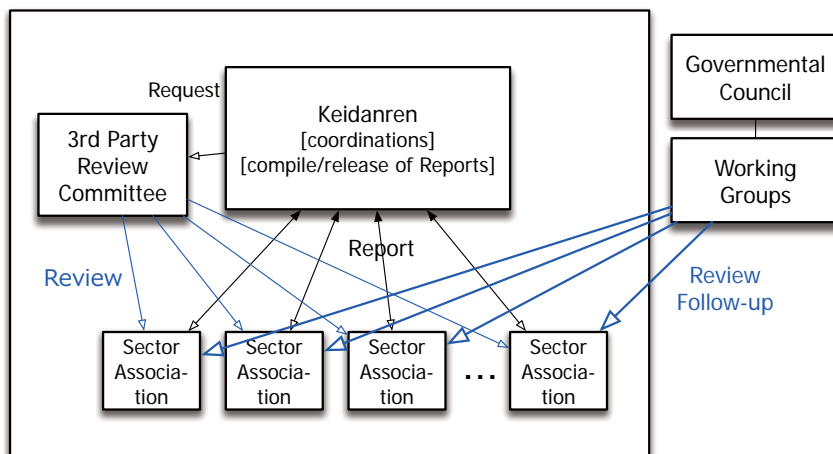 Request
Keidanren
[coordinations]
[compile/release of Reports]
3rd Party
Review
Committee
Governmental
Council
Working
Groups
Report
Review
Review
Follow-up
Sector
Associa-
tion
Sector
Associa-
tion
Sector
Associa-
tion
...
Sector
Associa-
tion